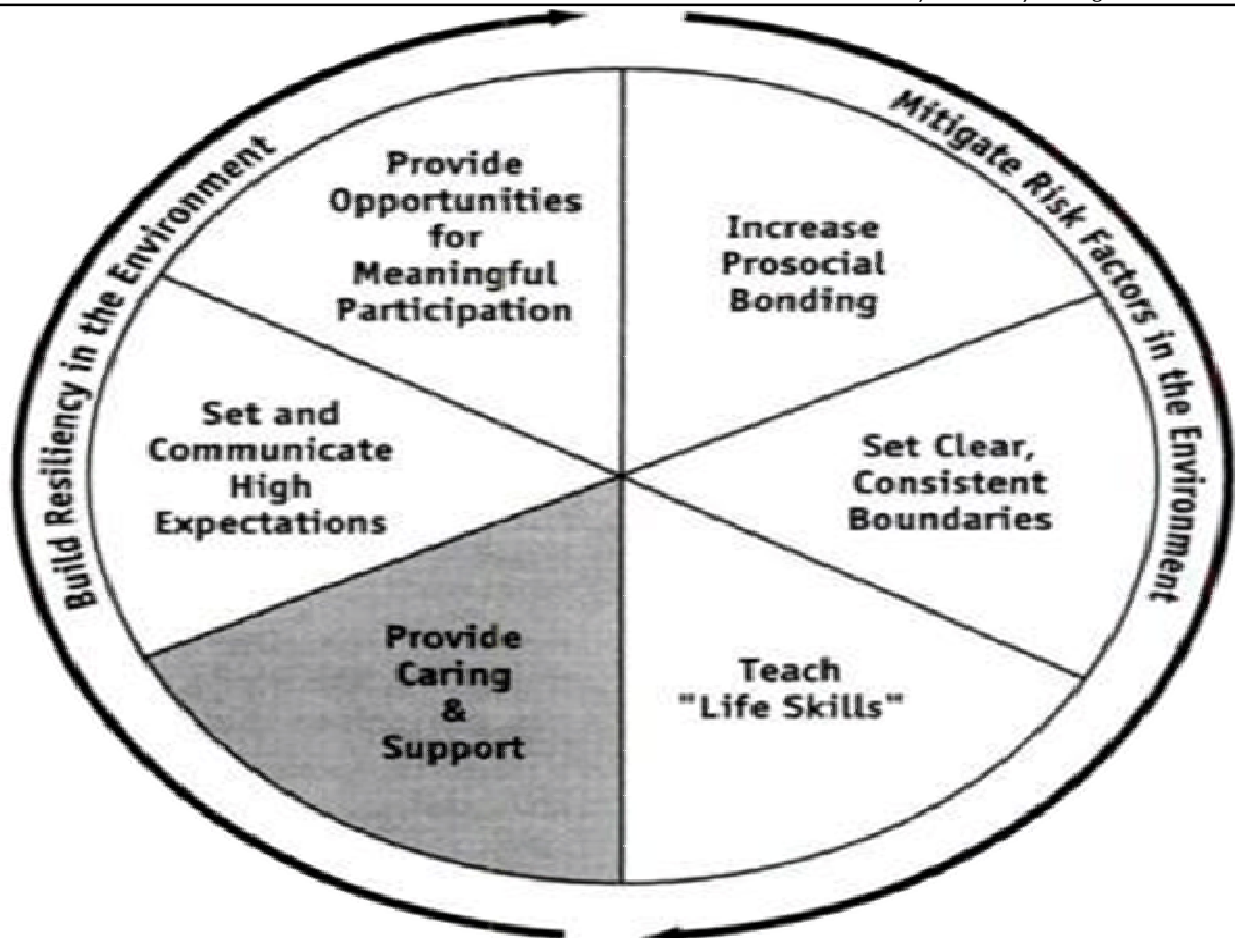 Build Resiliency in the Environment
Mitigate Risk Factors in the Environment
Provide
Opportunities
for
Meaningful
Participation
Increase
Prosocial
Bonding
Set and
Communicate
High
Expectations
Set Clear,
Consistent
Boundaries
Provide
Caring
&
Support
Teach
"Life Skills"